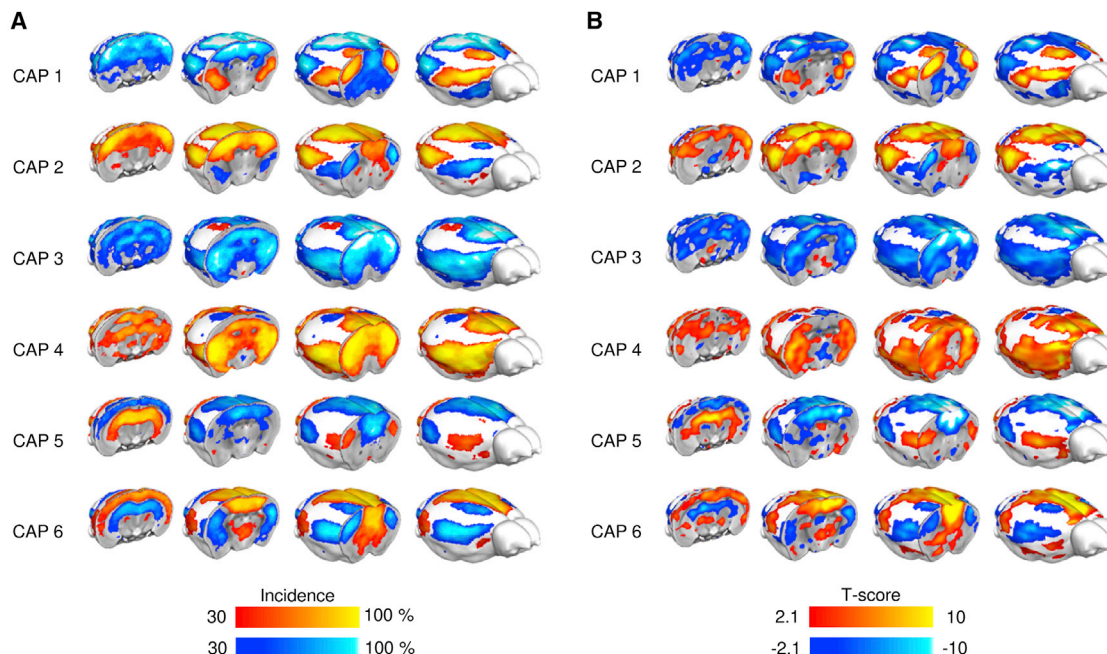 A
B
CAP 1
CAP 1
CAP 2
CAP 2
CAP 3
CAP 3
CAP 4
CAP 4
CAP 5
CAP 5
CAP 6
CAP 6
Incidence
30 100 %
30 100 %
T-score
2.1 10
-2.1 -10